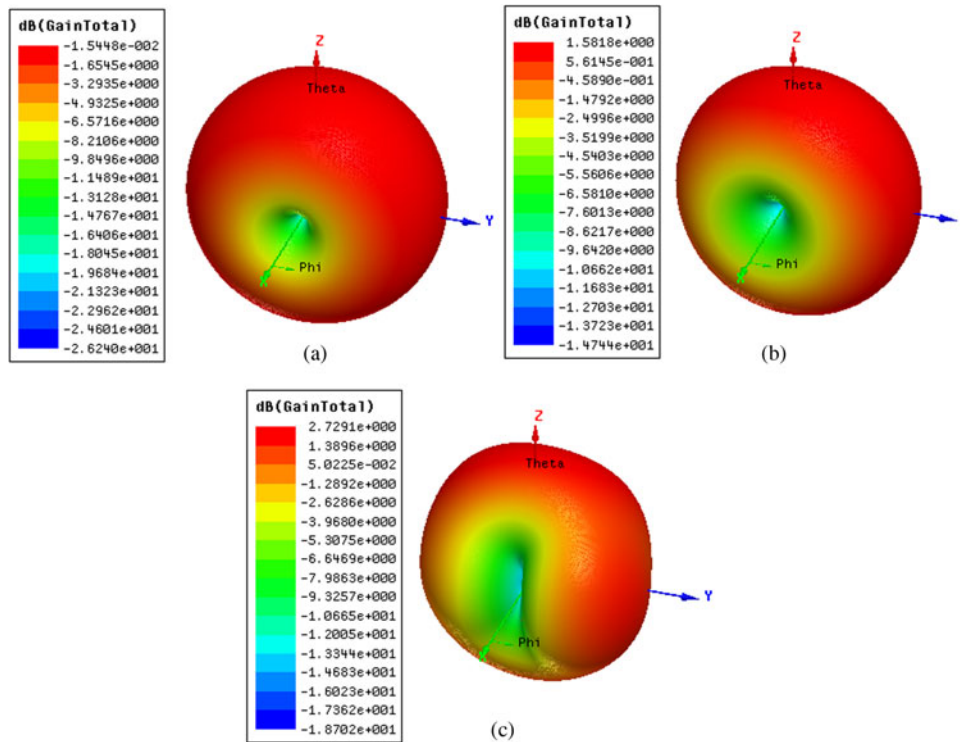 dB(GainTotal)
-1.5448e-002
-1.6545e+000
-3.2935e+000
-4.9325e+000
-6.5716e+000
-8.2106e+000
-9.8496e+000
-1.1489e+001
-1.3128e+001
-1.4767e+001
-1.6406e+001
-1.8045e+001
-1.9684e+001
-2.1323e+001
-2.2962e+001
-2.4601e+001
-2.6240e+001
Z
Theta
Y
Phi
X
(a)
dB(GainTotal)
1.5818e+000
5.6145e-001
-4.5890e-001
-1.4792e+000
-2.4996e+000
-3.5199e+000
-4.5403e+000
-5.5606e+000
-6.5810e+000
-7.6013e+000
-8.6217e+000
-9.6420e+000
-1.0662e+001
-1.1683e+001
-1.2703e+001
-1.3723e+001
-1.4744e+001
Z
Theta
Phi
X
(b)
dB(GainTotal)
2.7291e+000
1.3896e+000
5.0225e-002
-1.2892e+000
-2.6286e+000
-3.9680e+000
-5.3075e+000
-6.6469e+000
-7.9863e+000
-9.3257e+000
-1.0665e+001
-1.2005e+001
-1.3344e+001
-1.4683e+001
-1.6023e+001
-1.7362e+001
-1.8702e+001
Z
Theta
Y
Phi
X
(c)